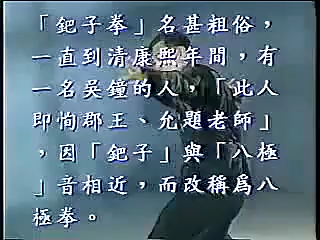 「鈀子拳」名甚粗俗，
一直到清康熙年間，有
一名吳鐘的人，「此人
即恂郡王、允題老師」
，因「鈀子」與「八極
」音相近，而改稱爲八
極拳。